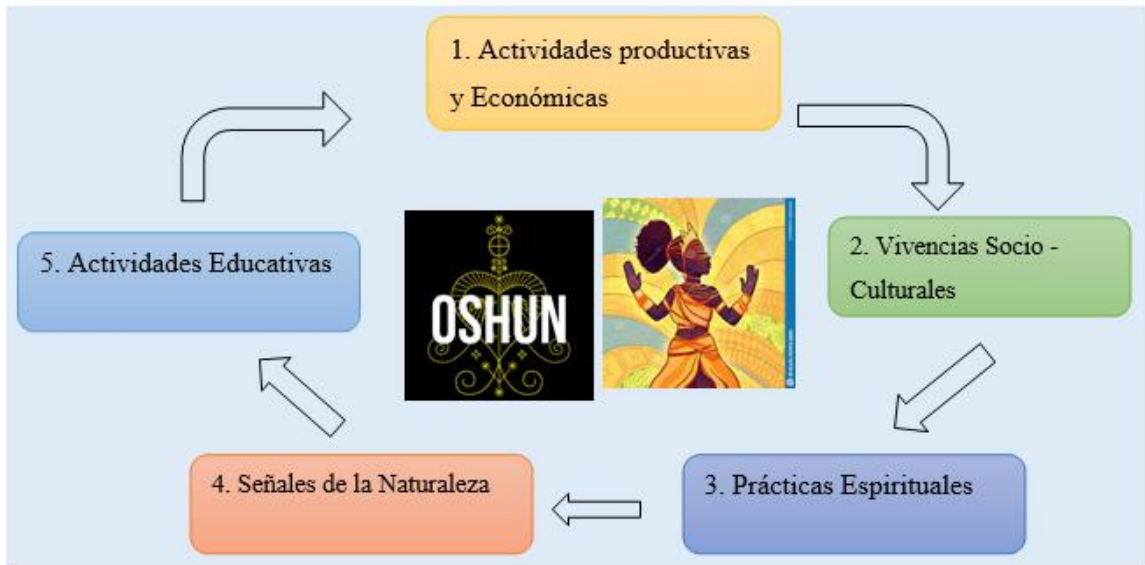 1. Actividades productivas
y Económicas
2. Vivencias Socio -
Culturales
3. Prácticas Espirituales
4. Señales de la Naturaleza
5. Actividades Educativas
OSHUN